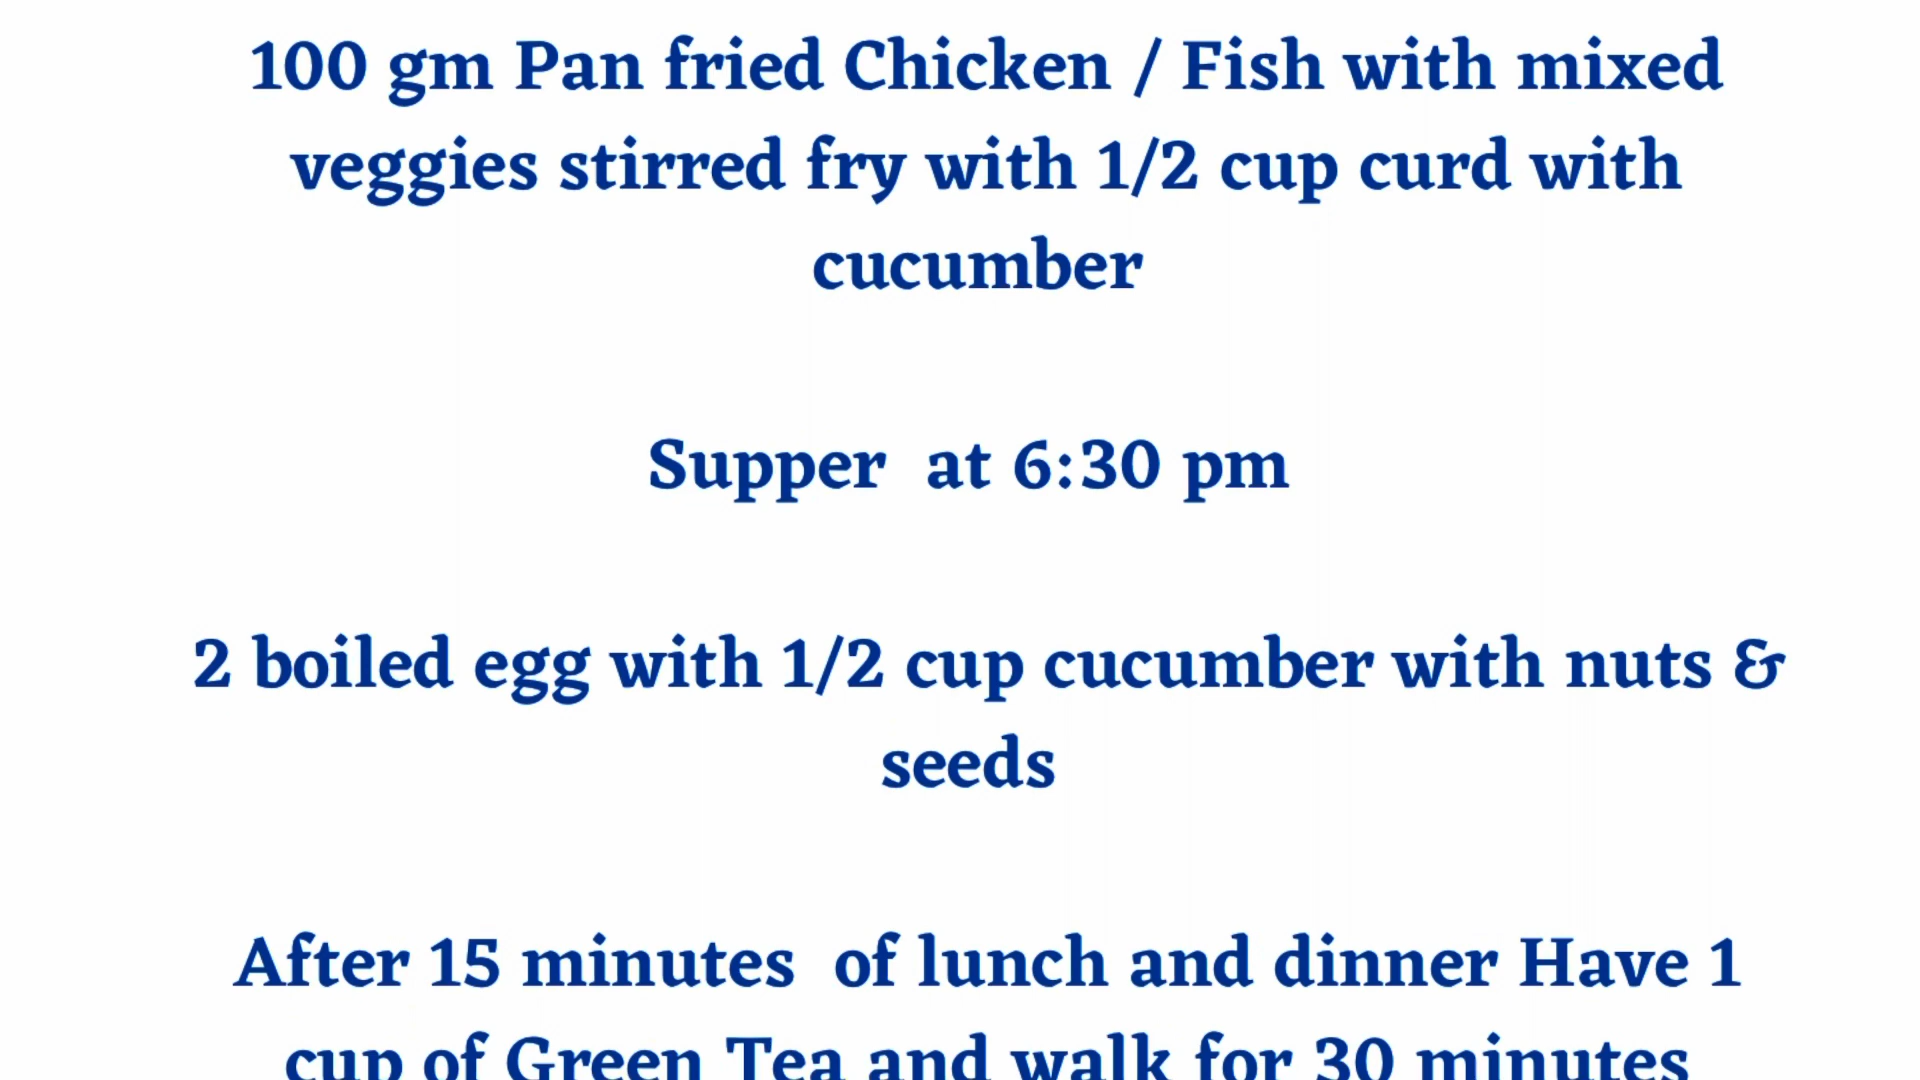 100 gm Pan fried Chicken / Fish with mixed
veggies stirred fry with 1/2 cup curd with
cucumber
Supper at 6:30 pm
2 boiled egg with 1/2 cup cucumber with nuts &
seeds
After 15 minutes of lunch and dinner Have 1
cup of Green Tea and walk for 30 minutes